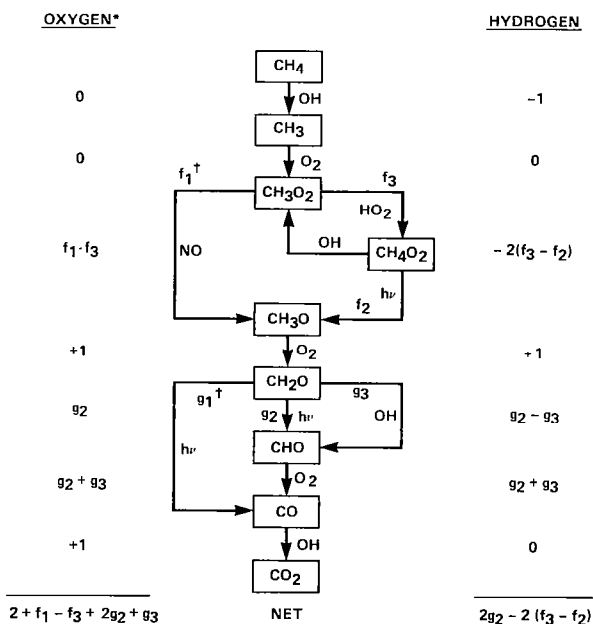 OXYGEN*
HYDROGEN
CH₄
0
OH
−1
CH₃
0
O₂
0
f₁†
CH₃O₂
f₃
HO₂
f₁-f₃
NO
OH
CH₄O₂
− 2(f₃ − f₂)
hν
f₂
CH₃O
+1
O₂
+1
CH₂O
g₁†
g₃
g₂
g₂
hν
OH
g₂ − g₃
hν
CHO
g₂ + g₃
O₂
g₂ + g₃
CO
+1
OH
0
CO₂
2 + f₁ − f₃ + 2g₂ + g₃
NET
2g₂ − 2 (f₃ − f₂)